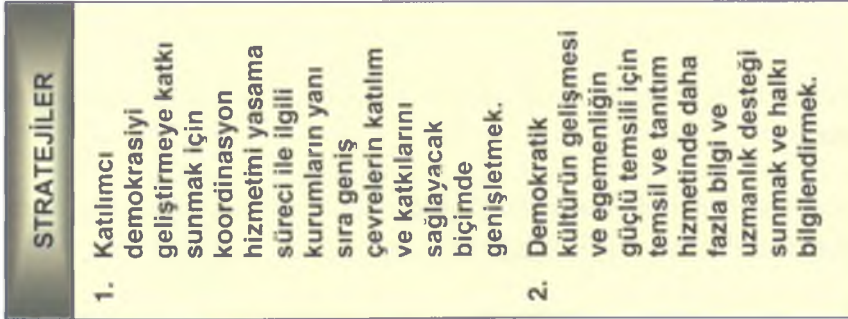 STRATEJİLER
1. Katılımcı
demokrasiyi
geliştirmeye katkı
sunmak için
koordinasyon
hizmetini yasama
süreci ile ilgili
kurumların yanı
sıra geniş
çevrelerin katılım
ve katkılarını
sağlayacak
biçimde
genişletmek.
2. Demokratik
kültürün gelişmesi
ve egemenliğin
güçlü temsili için
temsil ve tanıtım
hizmetinde daha
fazla bilgi ve
uzmanlık desteği
sunmak ve halkı
bilgilendirmek.